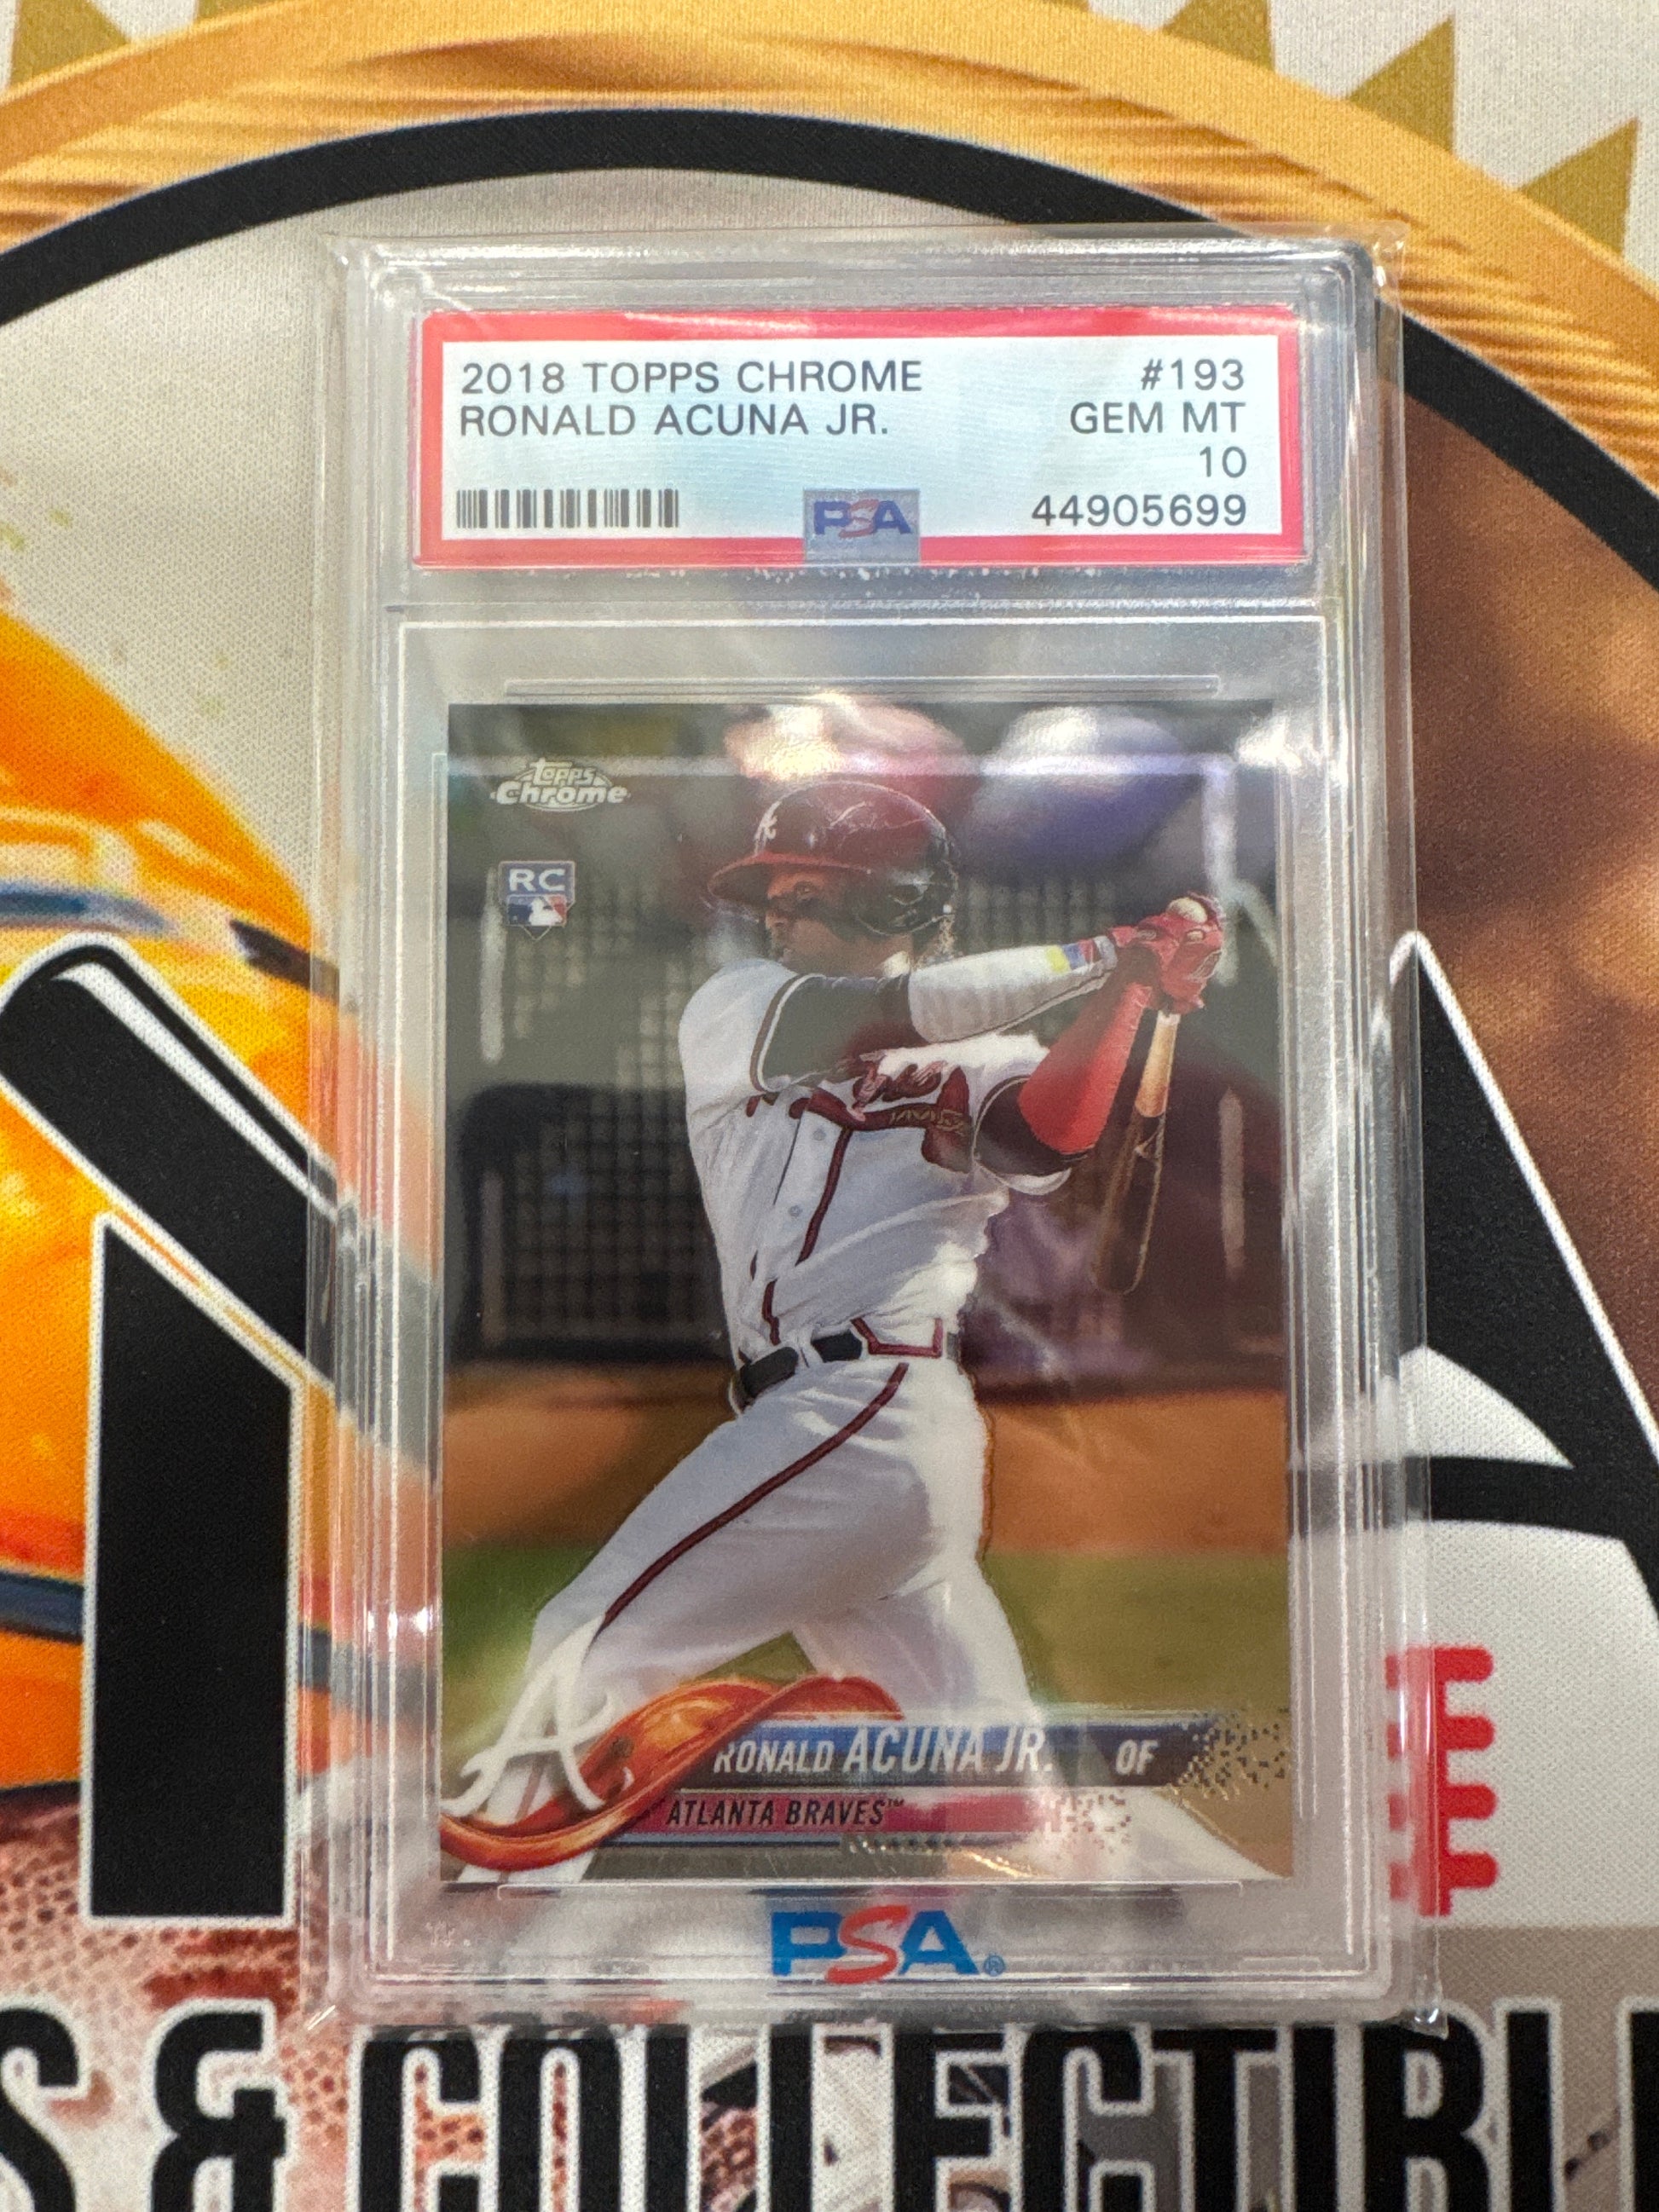 2018 TOPPS CHROME #193
RONALD ACUNA JR. GEM MT
10
PSA 44905699
Topps
Chrome
RC
A
Braves
A
RONALD ACUNA JR. OF
ATLANTA BRAVES™
PSA®
S & COLLECTIBL